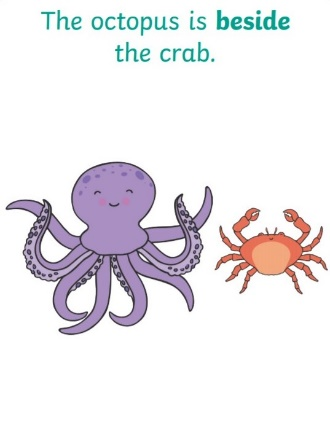 The octopus is beside
the crab.